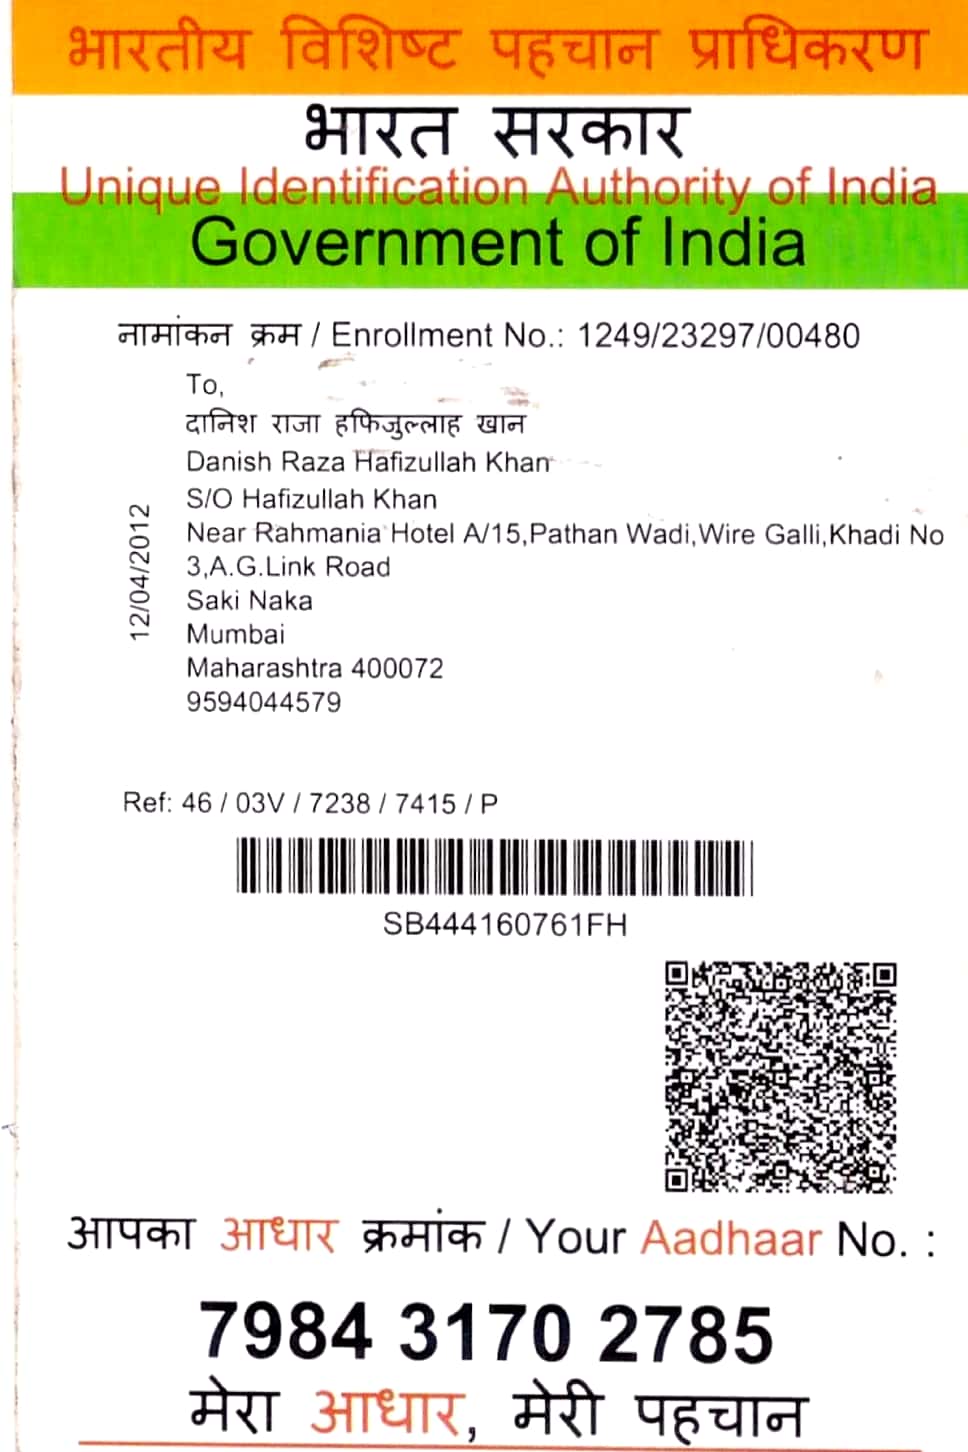 भारतीय विशिष्ट पहचान प्राधिकरण
भारत सरकार
Unique Identification Authority of India
Government of India
नामांकन क्रम / Enrollment No.: 1249/23297/00480
To,
दानिश राजा हफिजुल्लाह खान
Danish Raza Hafizullah Khan
S/O Hafizullah Khan
Near Rahmania Hotel A/15,Pathan Wadi,Wire Galli,Khadi No
3,A.G.Link Road
Saki Naka
Mumbai
Maharashtra 400072
9594044579
12/04/2012
Ref: 46 / 03V / 7238 / 7415 / P
SB444160761FH
आपका आधार क्रमांक / Your Aadhaar No. :
7984 3170 2785
मेरा आधार, मेरी पहचान